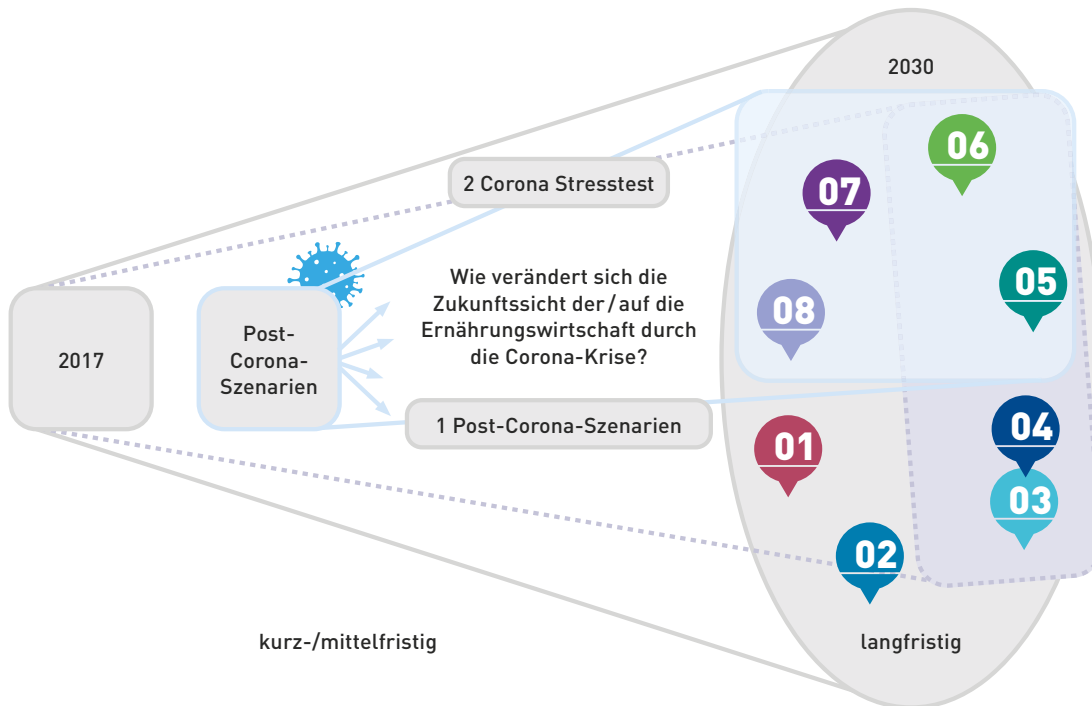 2030
06
07
2 Corona Stresstest
Wie verändert sich die
Zukunftssicht der / auf die
Ernährungswirtschaft durch
die Corona-Krise?
05
08
2017
Post-
Corona-
Szenarien
1 Post-Corona-Szenarien
04
01
03
02
kurz-/mittelfristig
langfristig